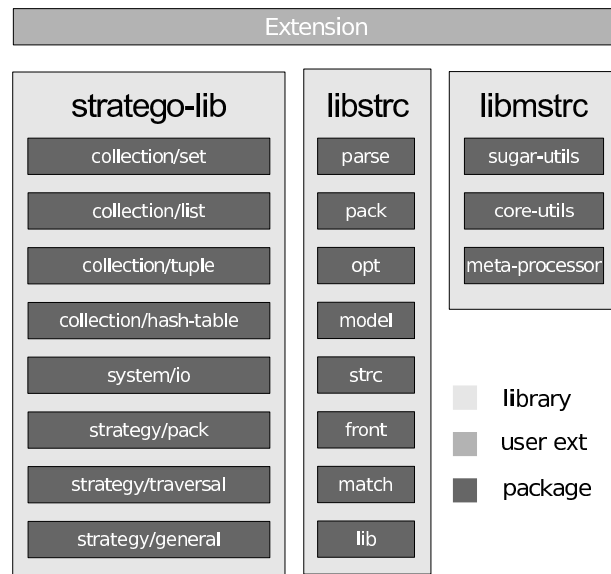 Extension
stratego-lib
collection/set
collection/list
collection/tuple
collection/hash-table
system/io
strategy/pack
strategy/traversal
strategy/general
libstrc
parse
pack
opt
model
strc
front
match
lib
libmstrc
sugar-utils
core-utils
meta-processor
library
user ext
package